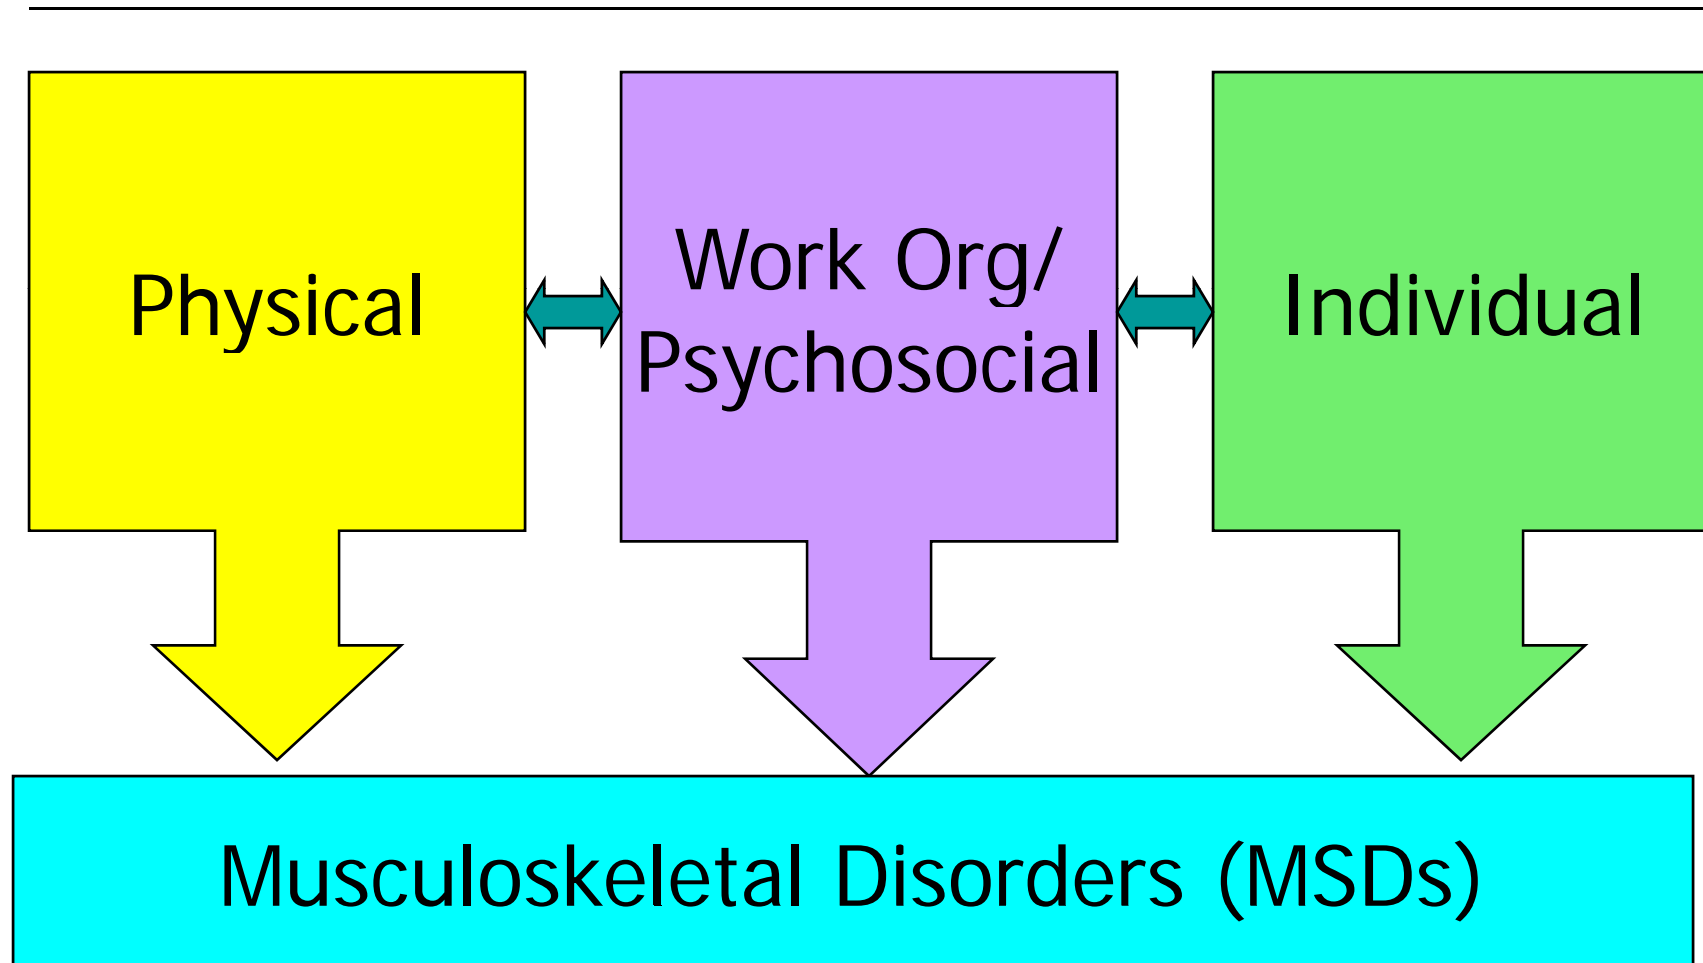 Physical
Work Org/
Psychosocial
Individual
Musculoskeletal Disorders (MSDs)